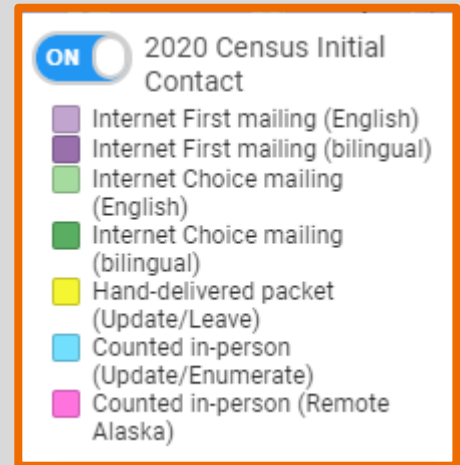 ON
2020 Census Initial
Contact
Internet First mailing (English)
Internet First mailing (bilingual)
Internet Choice mailing
(English)
Internet Choice mailing
(bilingual)
Hand-delivered packet
(Update/Leave)
Counted in-person
(Update/Enumerate)
Counted in-person (Remote
Alaska)